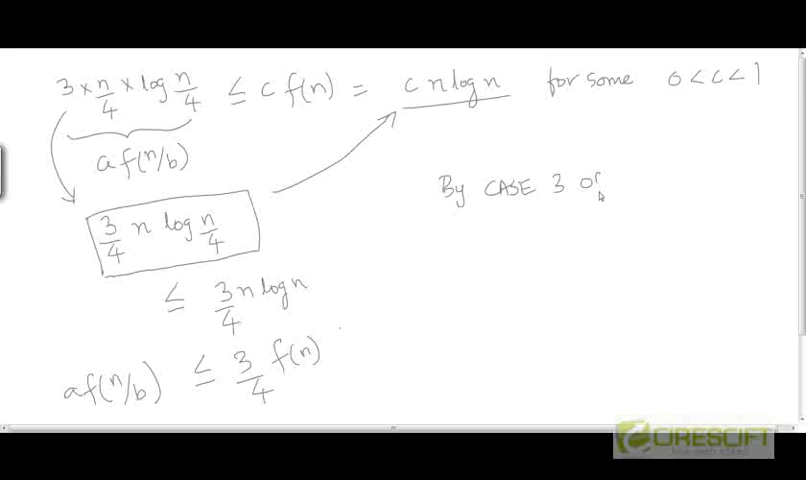 3 × n/4 × log n/4 ≤ c f(n) = c n log n for some 0 < c < 1
a f(n/b)
3/4 n log n/4
≤ 3/4 n log n
a f(n/b) ≤ 3/4 f(n)
By CASE 3 of
CIRESCIFT